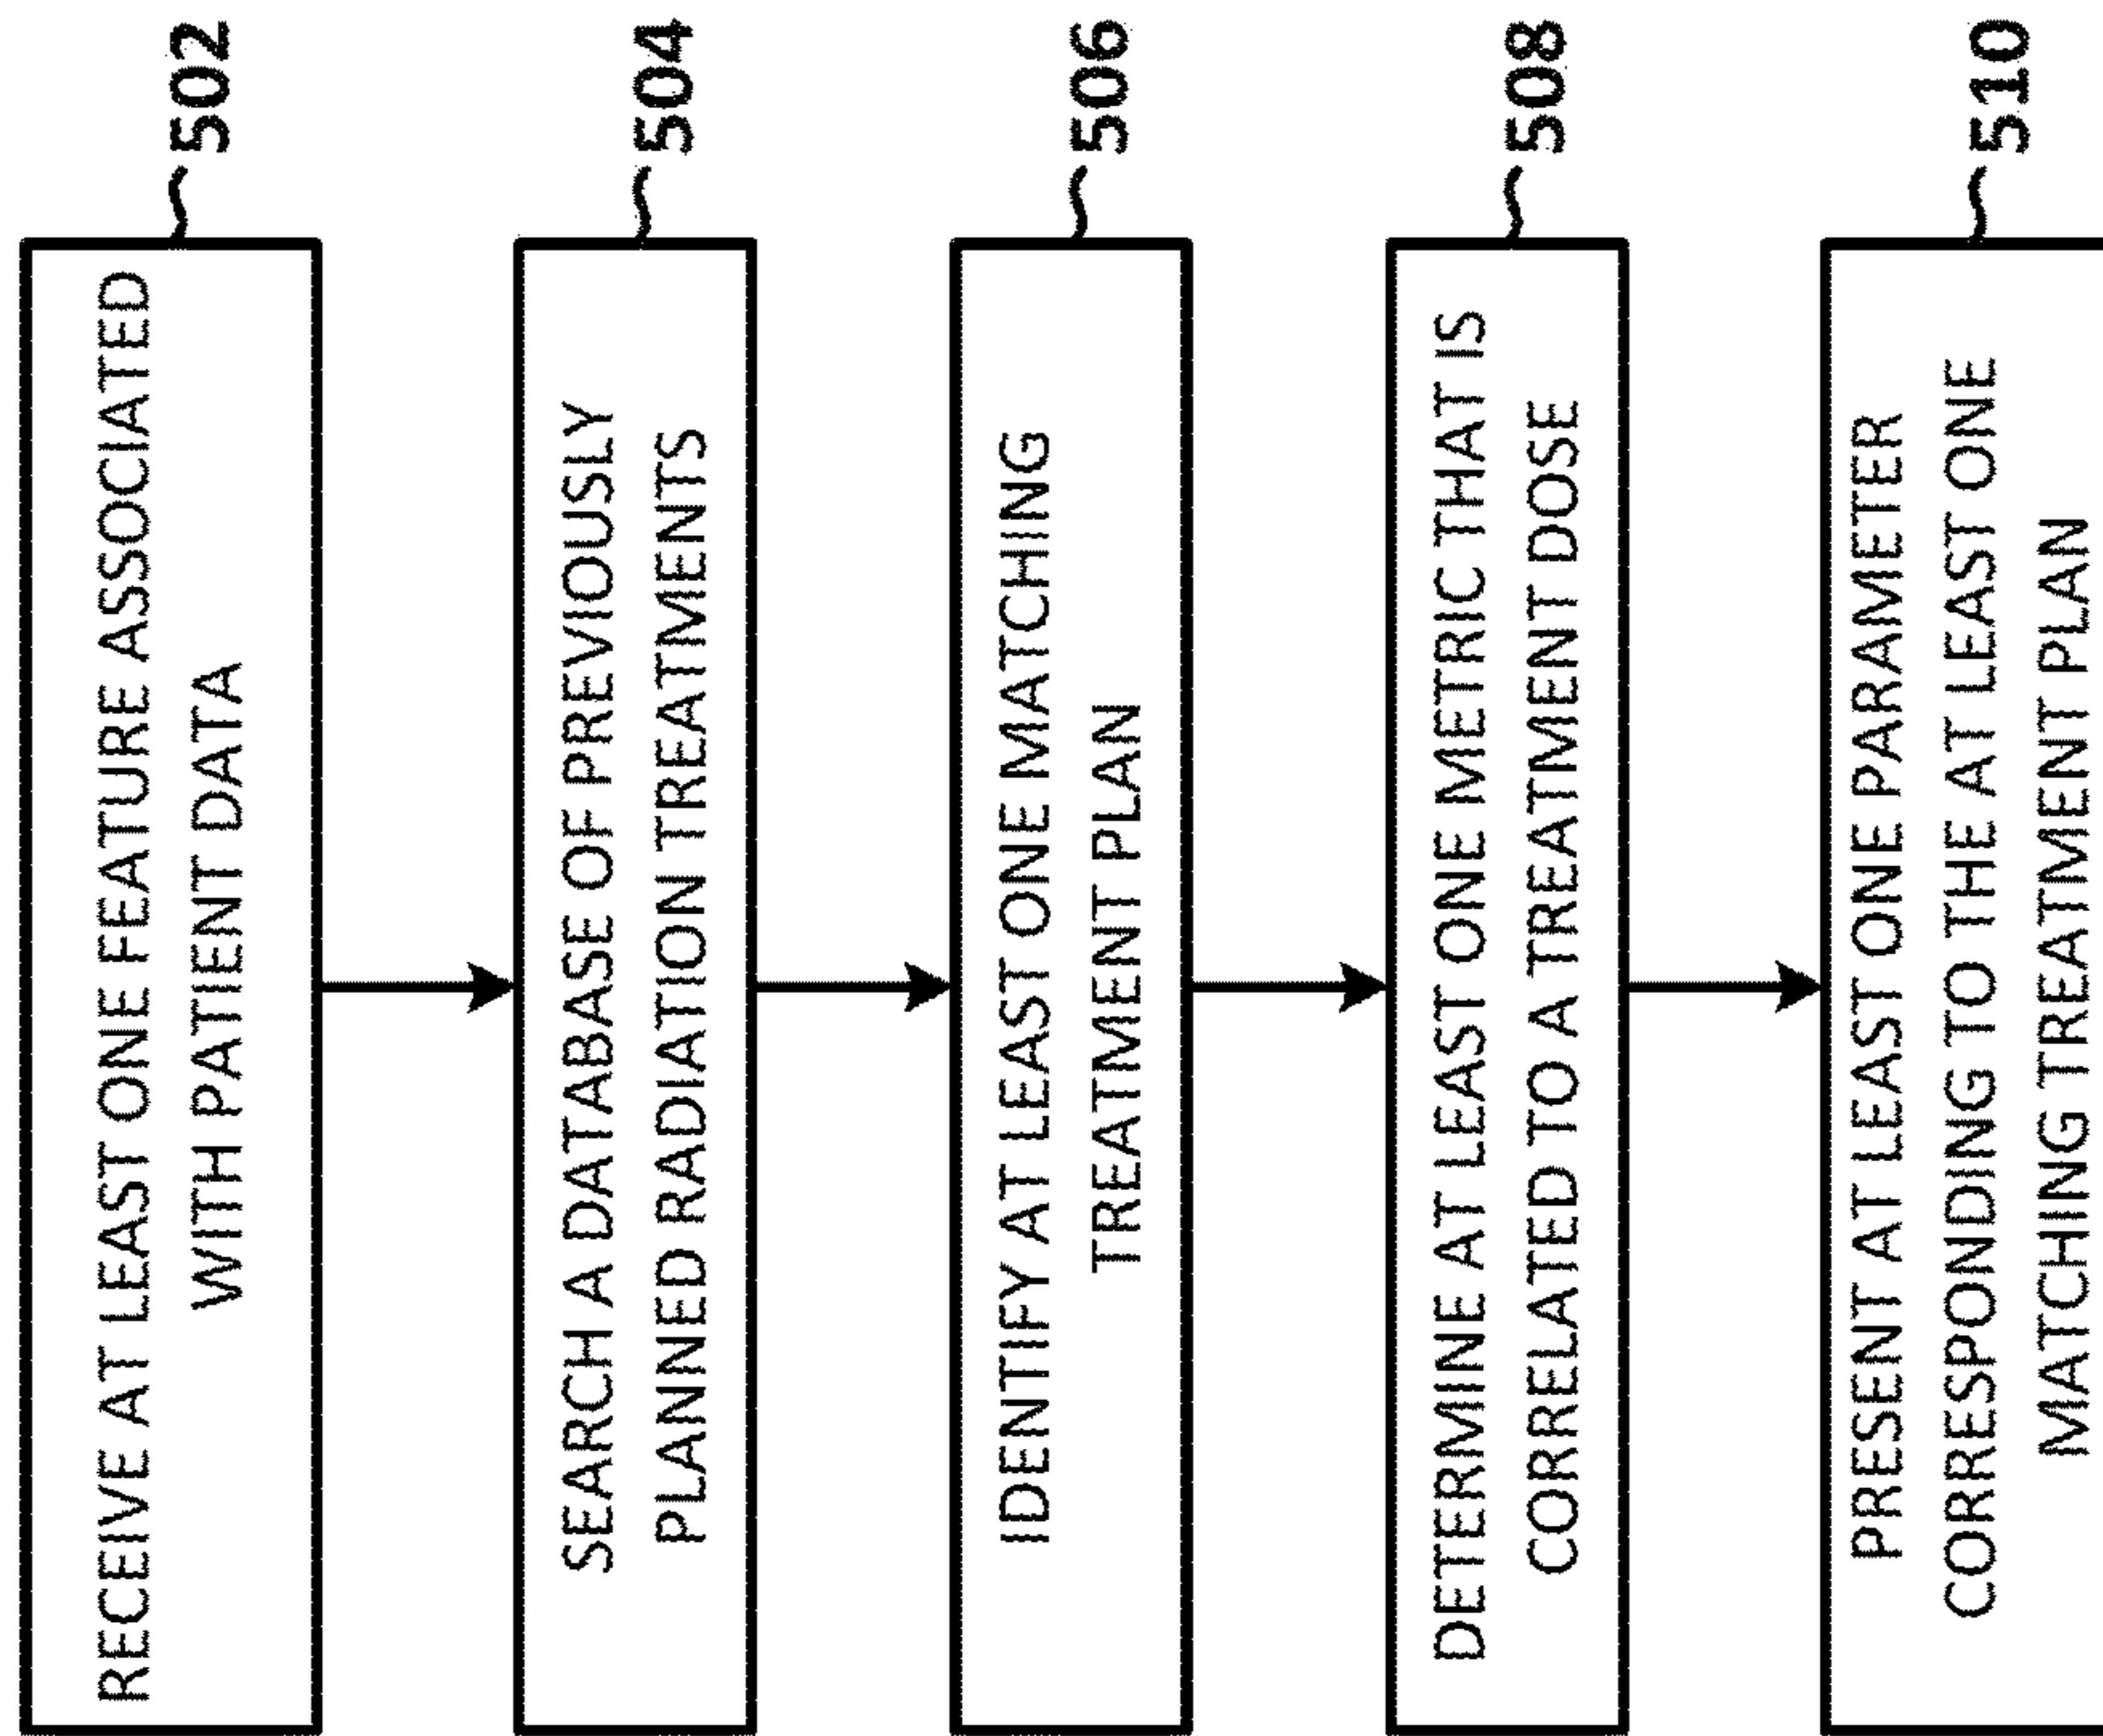 RECEIVE AT LEAST ONE FEATURE ASSOCIATED
WITH PATIENT DATA
502
SEARCH A DATABASE OF PREVIOUSLY
PLANNED RADIATION TREATMENTS
504
IDENTIFY AT LEAST ONE MATCHING
TREATMENT PLAN
506
DETERMINE AT LEAST ONE METRIC THAT IS
CORRELATED TO A TREATMENT DOSE
508
PRESENT AT LEAST ONE PARAMETER
CORRESPONDING TO THE AT LEAST ONE
MATCHING TREATMENT PLAN
510